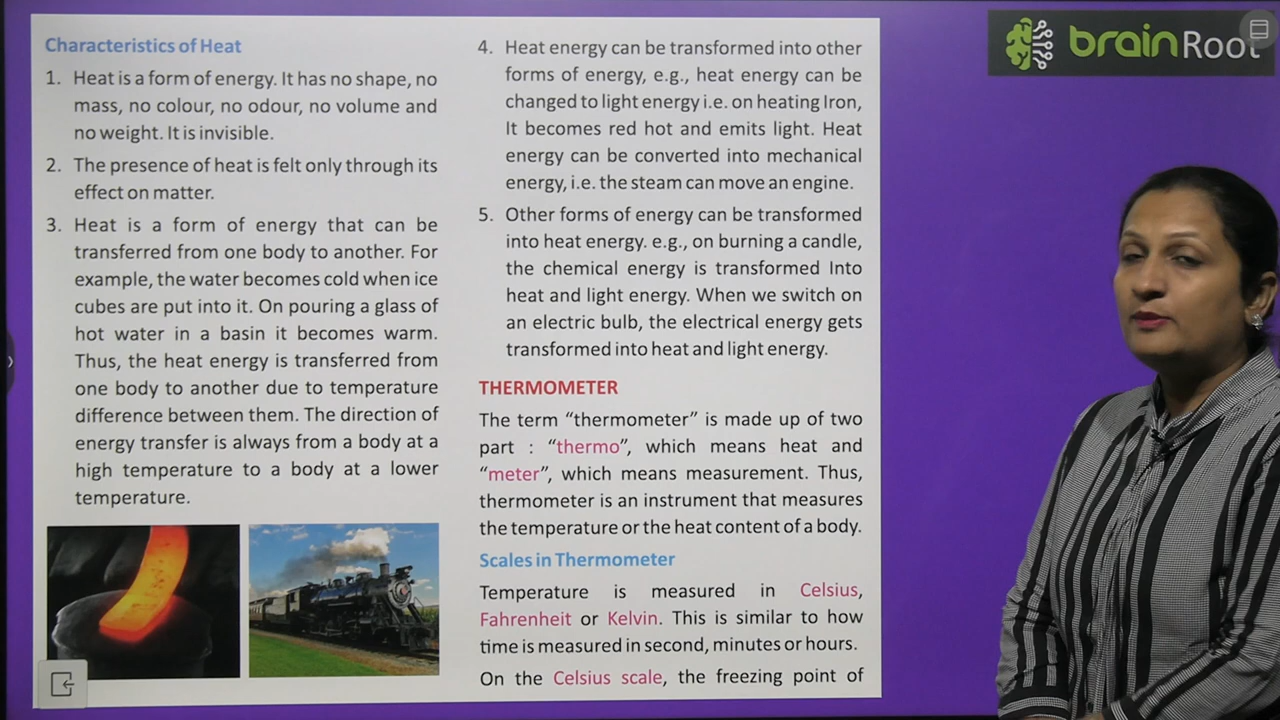 Characteristics of Heat
1. Heat is a form of energy. It has no shape, no
mass, no colour, no odour, no volume and
no weight. It is invisible.
2. The presence of heat is felt only through its
effect on matter.
3. Heat is a form of energy that can be
transferred from one body to another. For
example, the water becomes cold when ice
cubes are put into it. On pouring a glass of
hot water in a basin it becomes warm.
Thus, the heat energy is transferred from
one body to another due to temperature
difference between them. The direction of
energy transfer is always from a body at a
high temperature to a body at a lower
temperature.
4. Heat energy can be transformed into other
forms of energy, e.g., heat energy can be
changed to light energy i.e. on heating Iron,
It becomes red hot and emits light. Heat
energy can be converted into mechanical
energy, i.e. the steam can move an engine.
5. Other forms of energy can be transformed
into heat energy. e.g., on burning a candle,
the chemical energy is transformed Into
heat and light energy. When we switch on
an electric bulb, the electrical energy gets
transformed into heat and light energy.
THERMOMETER
The term “thermometer” is made up of two
part : “thermo”, which means heat and
“meter”, which means measurement. Thus,
thermometer is an instrument that measures
the temperature or the heat content of a body.
Scales in Thermometer
Temperature is measured in Celsius,
Fahrenheit or Kelvin. This is similar to how
time is measured in second, minutes or hours.
On the Celsius scale, the freezing point of
brainRoot